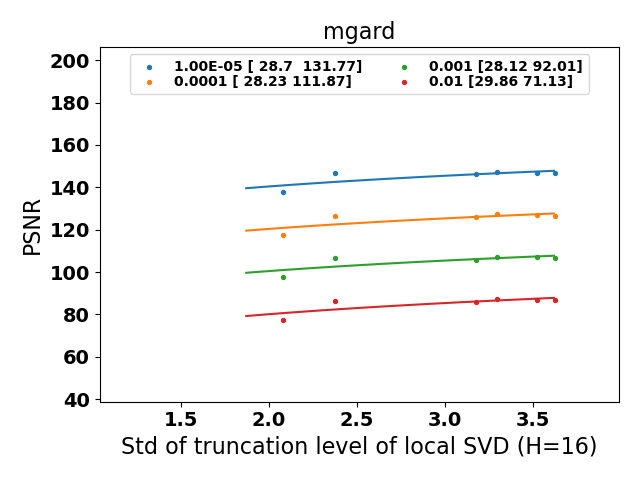 mgard
1.00E-05 [ 28.7  131.77]
0.0001 [ 28.23 111.87]
0.001 [28.12 92.01]
0.01 [29.86 71.13]
PSNR
200
180
160
140
120
100
80
60
40
1.5 2.0 2.5 3.0 3.5
Std of truncation level of local SVD (H=16)